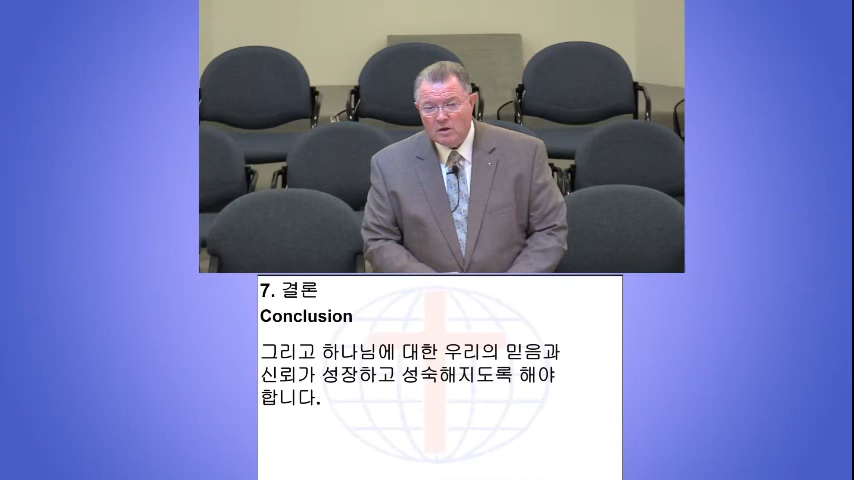 7. 결론
Conclusion
그리고 하나님에 대한 우리의 믿음과
신뢰가 성장하고 성숙해지도록 해야
합니다.